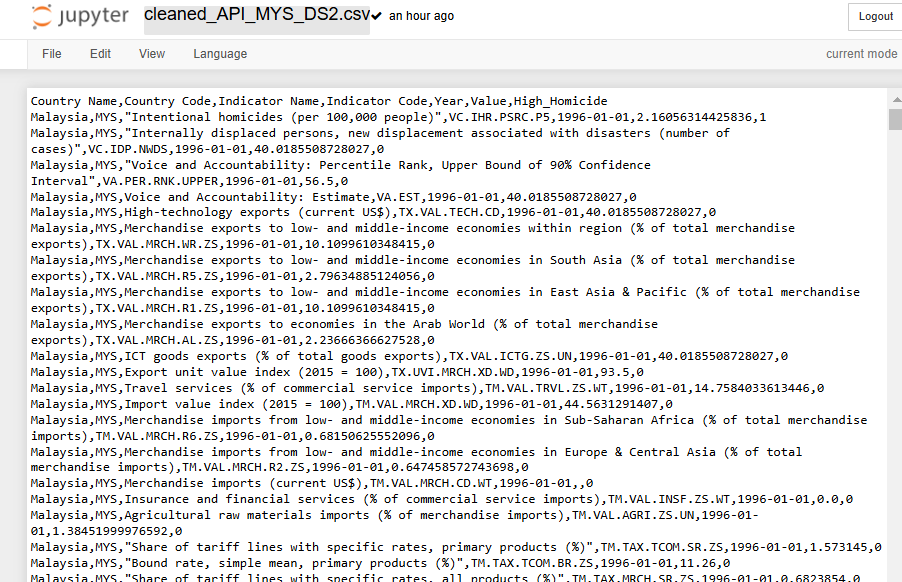 jupyter cleaned_API_MYS_DS2.csv✔ an hour ago Logout
File Edit View Language current mode
Country Name,Country Code,Indicator Name,Indicator Code,Year,Value,High_Homicide
Malaysia,MYS,"Intentional homicides (per 100,000 people)",VC.IHR.PSRC.P5,1996-01-01,2.16056314425836,1
Malaysia,MYS,"Internally displaced persons, new displacement associated with disasters (number of
cases)",VC.IDP.NWDS,1996-01-01,40.0185508728027,0
Malaysia,MYS,"Voice and Accountability: Percentile Rank, Upper Bound of 90% Confidence
Interval",VA.PER.RNK.UPPER,1996-01-01,56.5,0
Malaysia,MYS,Voice and Accountability: Estimate,VA.EST,1996-01-01,40.0185508728027,0
Malaysia,MYS,High-technology exports (current US$),TX.VAL.TECH.CD,1996-01-01,40.0185508728027,0
Malaysia,MYS,Merchandise exports to low- and middle-income economies within region (% of total merchandise
exports),TX.VAL.MRCH.WR.ZS,1996-01-01,10.1099610348415,0
Malaysia,MYS,Merchandise exports to low- and middle-income economies in South Asia (% of total merchandise
exports),TX.VAL.MRCH.R5.ZS,1996-01-01,2.79634885124056,0
Malaysia,MYS,Merchandise exports to low- and middle-income economies in East Asia & Pacific (% of total merchandise
exports),TX.VAL.MRCH.R1.ZS,1996-01-01,10.1099610348415,0
Malaysia,MYS,Merchandise exports to economies in the Arab World (% of total merchandise
exports),TX.VAL.MRCH.AL.ZS,1996-01-01,2.23666366627528,0
Malaysia,MYS,ICT goods exports (% of total goods exports),TX.VAL.ICTG.ZS.UN,1996-01-01,40.0185508728027,0
Malaysia,MYS,Export unit value index (2015 = 100),TX.UVI.MRCH.XD.WD,1996-01-01,93.5,0
Malaysia,MYS,Travel services (% of commercial service imports),TM.VAL.TRVL.ZS.WT,1996-01-01,14.7584033613446,0
Malaysia,MYS,Import value index (2015 = 100),TM.VAL.MRCH.XD.WD,1996-01-01,44.5631291407,0
Malaysia,MYS,Merchandise imports from low- and middle-income economies in Sub-Saharan Africa (% of total merchandise
imports),TM.VAL.MRCH.R6.ZS,1996-01-01,0.68150625552096,0
Malaysia,MYS,Merchandise imports from low- and middle-income economies in Europe & Central Asia (% of total
merchandise imports),TM.VAL.MRCH.R2.ZS,1996-01-01,0.647458572743698,0
Malaysia,MYS,Merchandise imports (current US$),TM.VAL.MRCH.CD.WT,1996-01-01,,0
Malaysia,MYS,Insurance and financial services (% of commercial service imports),TM.VAL.INSF.ZS.WT,1996-01-01,0.0,0
Malaysia,MYS,Agricultural raw materials imports (% of merchandise imports),TM.VAL.AGRI.ZS.UN,1996-01-
01,1.38451999976592,0
Malaysia,MYS,"Share of tariff lines with specific rates, primary products (%)",TM.TAX.TCOM.SR.ZS,1996-01-01,1.573145,0
Malaysia,MYS,"Bound rate, simple mean, primary products (%)",TM.TAX.TCOM.BR.ZS,1996-01-01,11.26,0
Malaysia,MYS,"Share of tariff lines with specific rates, all products (%)",TM.TAX.MRCH.SR.ZS,1996-01-01,0.6823854,0